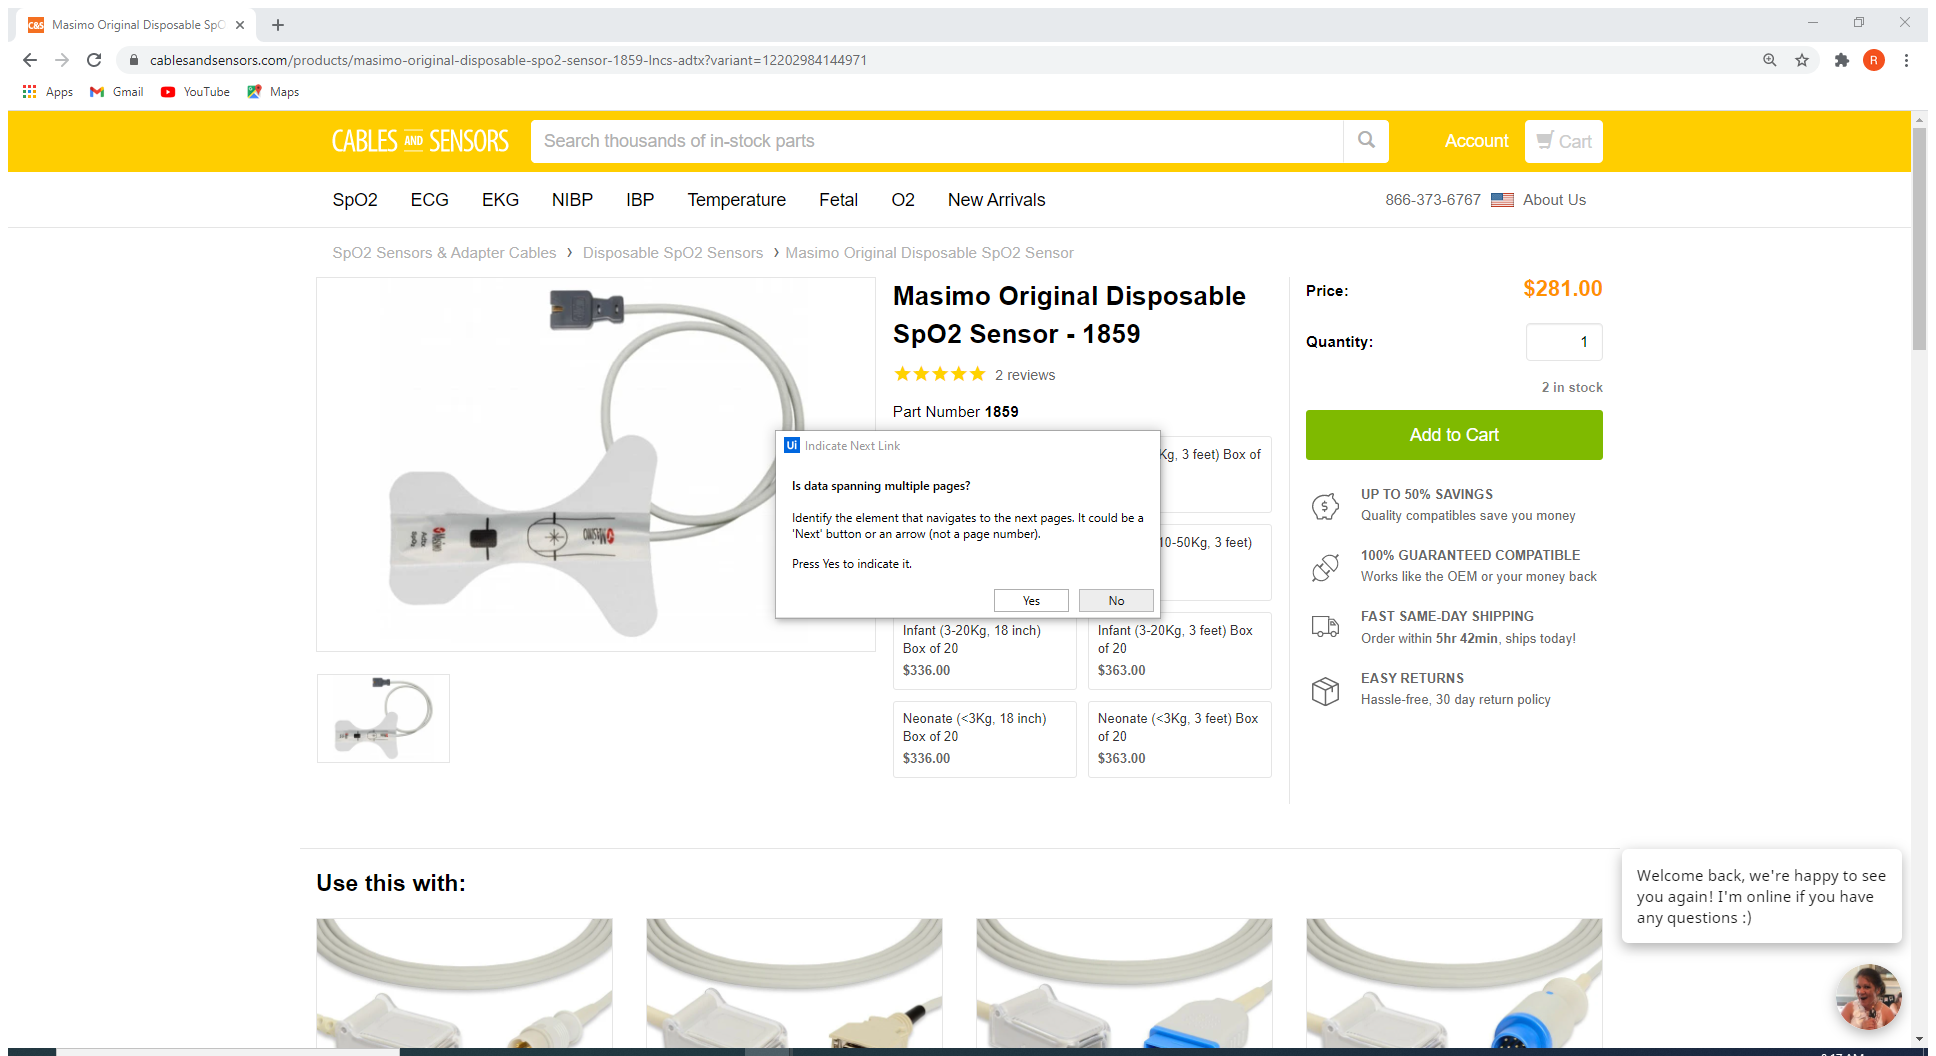 Masimo Original Disposable SpO
cablesandsensors.com/products/masimo-original-disposable-spo2-sensor-1859-lncs-adtx?variant=12202984144971
R
Apps Gmail YouTube Maps
CABLES AND SENSORS
Search thousands of in-stock parts
Account
Cart
SpO2 ECG EKG NIBP IBP Temperature Fetal O2 New Arrivals
866-373-6767 About Us
SpO2 Sensors & Adapter Cables › Disposable SpO2 Sensors › Masimo Original Disposable SpO2 Sensor
Masimo Original Disposable
SpO2 Sensor - 1859
2 reviews
Part Number 1859
Kg, 3 feet) Box of
10-50Kg, 3 feet)
Infant (3-20Kg, 18 inch)
Box of 20
$336.00
Infant (3-20Kg, 3 feet) Box
of 20
$363.00
Neonate (<3Kg, 18 inch)
Box of 20
$336.00
Neonate (<3Kg, 3 feet) Box
of 20
$363.00
Price: $281.00
Quantity: 1
2 in stock
Add to Cart
UP TO 50% SAVINGS
Quality compatibles save you money
100% GUARANTEED COMPATIBLE
Works like the OEM or your money back
FAST SAME-DAY SHIPPING
Order within 5hr 42min, ships today!
EASY RETURNS
Hassle-free, 30 day return policy
Ui Indicate Next Link
Is data spanning multiple pages?
Identify the element that navigates to the next pages. It could be a
'Next' button or an arrow (not a page number).
Press Yes to indicate it.
Yes No
Masimo
Adtx
SpO2
Masimo
Use this with:
Welcome back, we're happy to see
you again! I'm online if you have
any questions :)